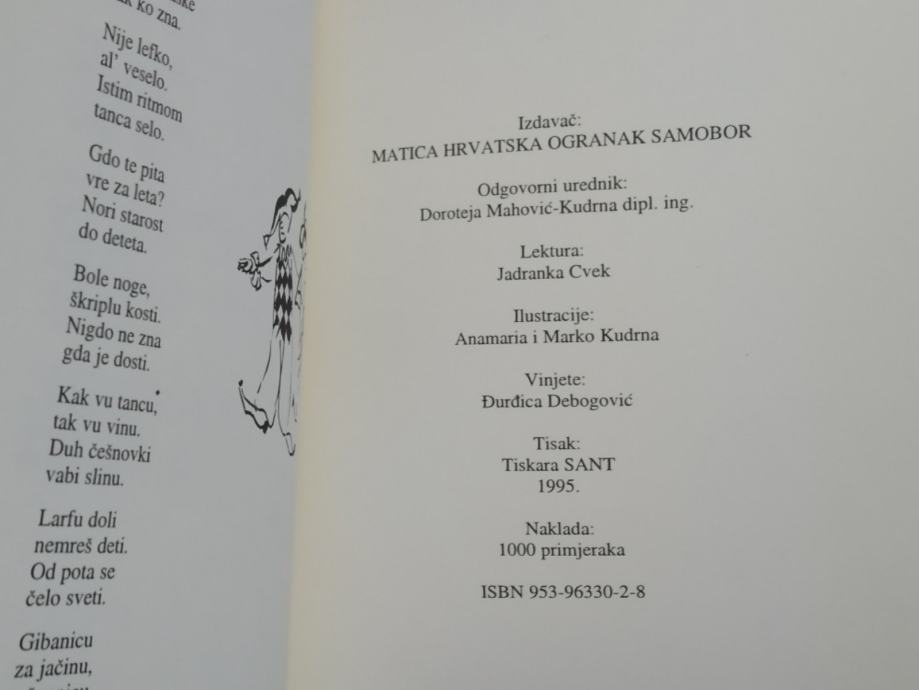 ko zna.
Nije lefko,
al' veselo.
Istim ritmom
tanca selo.
Gdo te pita
vre za leta?
Nori starost
do deteta.
Bole noge,
škriplu kosti.
Nigdo ne zna
gda je dosti.
Kak vu tancu,
tak vu vinu.
Duh češnovki
vabi slinu.
Larfu doli
nemreš deti.
Od pota se
čelo sveti.
Gibanicu
za jačinu,
Izdavač:
MATICA HRVATSKA OGRANAK SAMOBOR
Odgovorni urednik:
Doroteja Mahović-Kudrna dipl. ing.
Lektura:
Jadranka Cvek
Ilustracije:
Anamaria i Marko Kudrna
Vinjete:
Đurđica Debogović
Tisak:
Tiskara SANT
1995.
Naklada:
1000 primjeraka
ISBN 953-96330-2-8